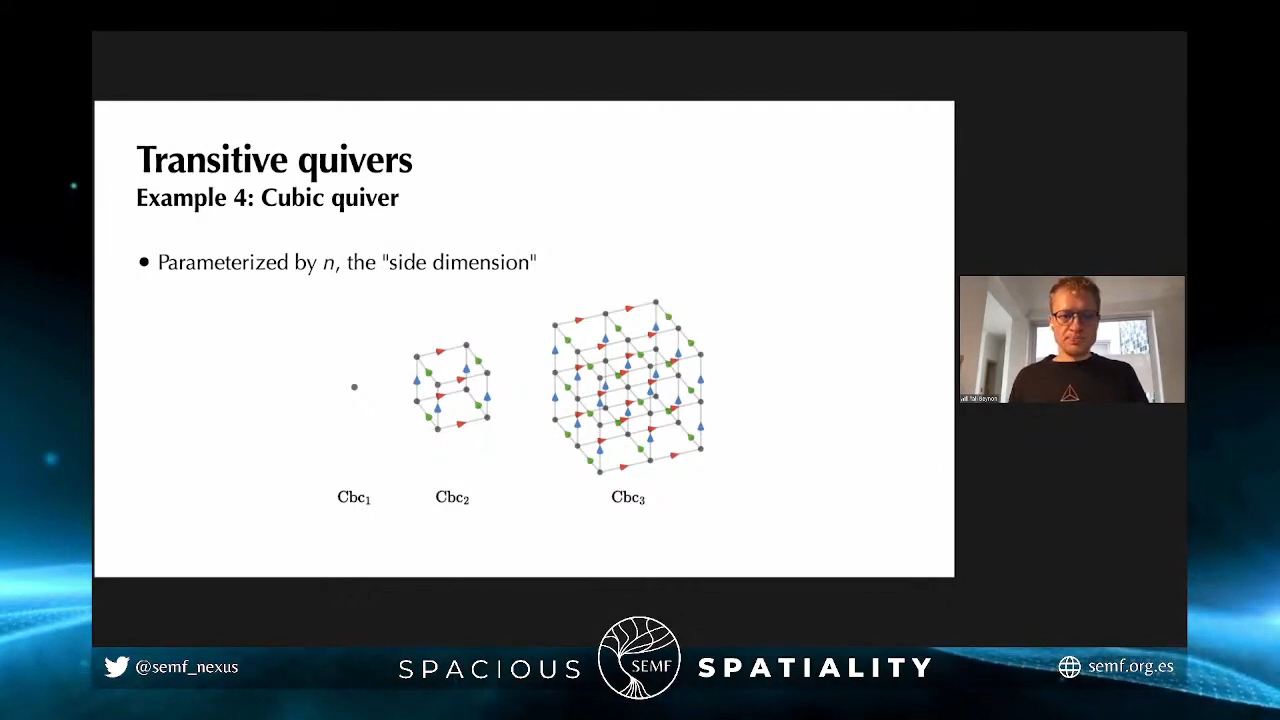 Transitive quivers
Example 4: Cubic quiver
• Parameterized by n, the "side dimension"
Cbc₁ Cbc₂ Cbc₃
@semf_nexus
SPACIOUS SEMF SPATIALITY
semf.org.es